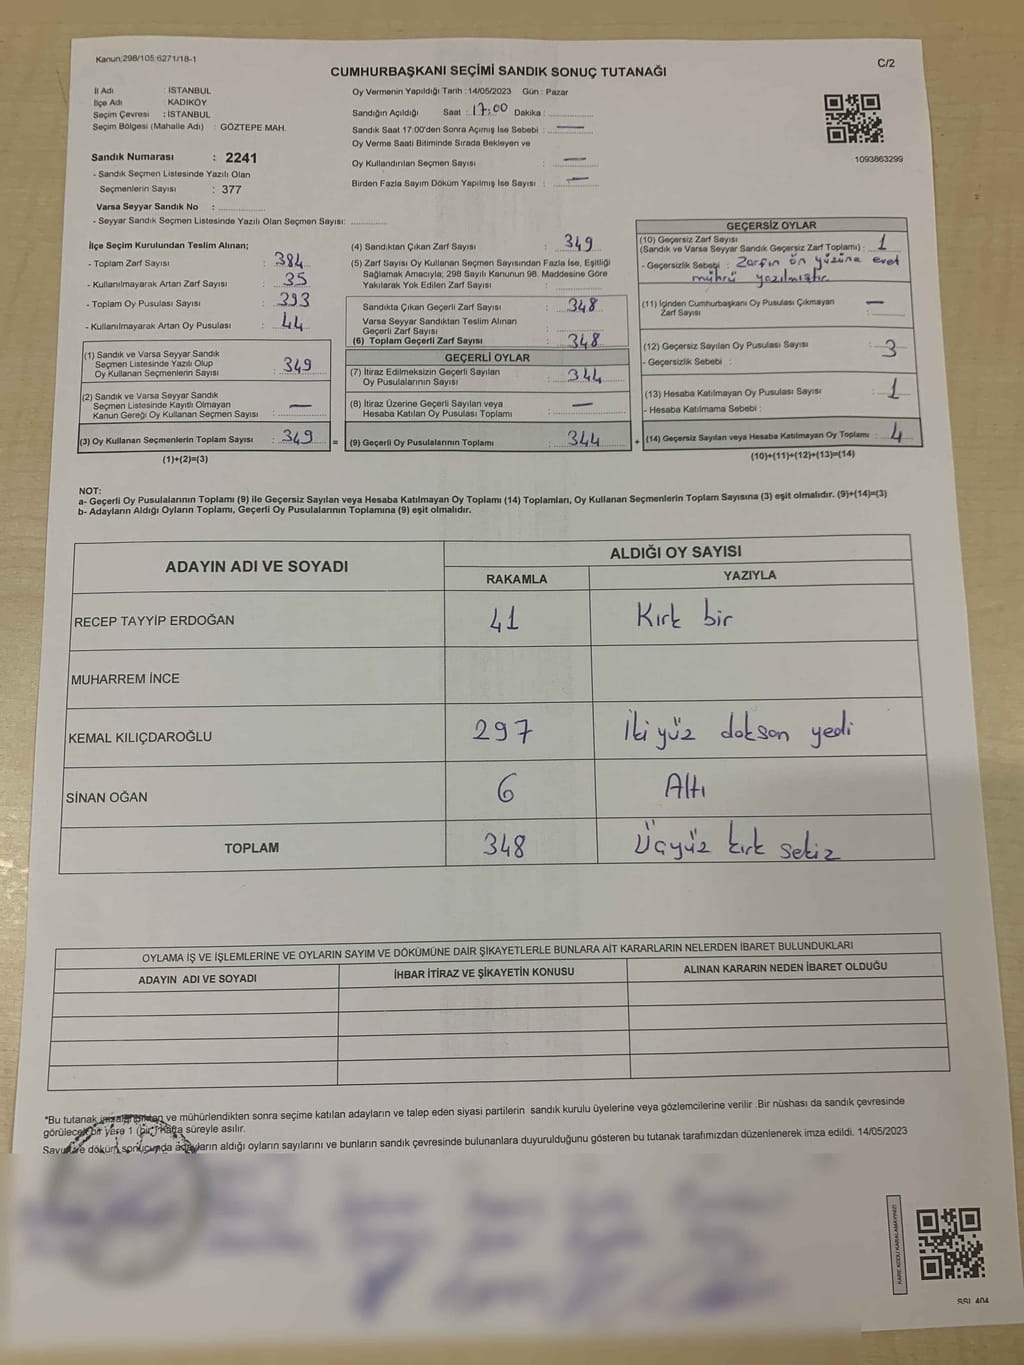 Kanun:298/105;6271/18-1
C/2
CUMHURBAŞKANI SEÇİMİ SANDIK SONUÇ TUTANAĞI
İl Adı : İSTANBUL
İlçe Adı : KADIKÖY
Seçim Çevresi : İSTANBUL
Seçim Bölgesi (Mahalle Adı) : GÖZTEPE MAH.
Sandık Numarası : 2241
- Sandık Seçmen Listesinde Yazılı Olan
Seçmenlerin Sayısı : 377
Varsa Seyyar Sandık No :
- Seyyar Sandık Seçmen Listesinde Yazılı Olan Seçmen Sayısı:
Oy Vermenin Yapıldığı Tarih : 14/05/2023 Gün : Pazar
Sandığın Açıldığı Saat : 17:00 Dakika :
Sandık Saat 17:00'den Sonra Açımış İse Sebebi : —
Oy Verme Saati Bitiminde Sırada Bekleyen ve
Oy Kullandırılan Seçmen Sayısı : —
Birden Fazla Sayım Döküm Yapılmış İse Sayısı : —
1093863299
İlçe Seçim Kurulundan Teslim Alınan;
- Toplam Zarf Sayısı : 384
- Kullanılmayarak Artan Zarf Sayısı : 35
- Toplam Oy Pusulası Sayısı : 393
- Kullanılmayarak Artan Oy Pusulası : 44
(1) Sandık ve Varsa Seyyar Sandık
Seçmen Listesinde Yazılı Olup
Oy Kullanan Seçmenlerin Sayısı : 349
(2) Sandık ve Varsa Seyyar Sandık
Seçmen Listesinde Kayıtlı Olmayan
Kanun Gereği Oy Kullanan Seçmen Sayısı : —
(3) Oy Kullanan Seçmenlerin Toplam Sayısı : 349
(1)+(2)=(3)
(4) Sandıktan Çıkan Zarf Sayısı : 349
(5) Zarf Sayısı Oy Kullanan Seçmen Sayısından Fazla İse, Eşitliği
Sağlamak Amacıyla; 298 Sayılı Kanunun 98. Maddesine Göre
Yakılarak Yok Edilen Zarf Sayısı :
Sandıkta Çıkan Geçerli Zarf Sayısı : 348
Varsa Seyyar Sandıktan Teslim Alınan
Geçerli Zarf Sayısı :
(6) Toplam Geçerli Zarf Sayısı : 348
GEÇERLİ OYLAR
(7) İtiraz Edilmeksizin Geçerli Sayılan
Oy Pusulalarının Sayısı : 344
(8) İtiraz Üzerine Geçerli Sayılan veya
Hesaba Katılan Oy Pusulası Toplamı : —
= (9) Geçerli Oy Pusulalarının Toplamı : 344
GEÇERSİZ OYLAR
(10) Geçersiz Zarf Sayısı
(Sandık ve Varsa Seyyar Sandık Geçersiz Zarf Toplamı) : 1
- Geçersizlik Sebebi : Zarfın ön yüzüne evet
mührü yazılmıştır
(11) İçinden Cumhurbaşkanı Oy Pusulası Çıkmayan
Zarf Sayısı : —
(12) Geçersiz Sayılan Oy Pusulası Sayısı : 3
- Geçersizlik Sebebi :
(13) Hesaba Katılmayan Oy Pusulası Sayısı : 1
- Hesaba Katılmama Sebebi :
+ (14) Geçersiz Sayılan veya Hesaba Katılmayan Oy Toplamı : 4
(10)+(11)+(12)+(13)=(14)
NOT:
a- Geçerli Oy Pusulalarının Toplamı (9) ile Geçersiz Sayılan veya Hesaba Katılmayan Oy Toplamı (14) Toplamları, Oy Kullanan Seçmenlerin Toplam Sayısına (3) eşit olmalıdır. (9)+(14)=(3)
b- Adayların Aldığı Oyların Toplamı, Geçerli Oy Pusulalarının Toplamına (9) eşit olmalıdır.
ADAYIN ADI VE SOYADI
ALDIĞI OY SAYISI
RAKAMLA YAZIYLA
RECEP TAYYİP ERDOĞAN 41 Kırk bir
MUHARREM İNCE
KEMAL KILIÇDAROĞLU 297 İki yüz doksan yedi
SİNAN OĞAN 6 Altı
TOPLAM 348 Üçyüz kırk sekiz
OYLAMA İŞ VE İŞLEMLERİNE VE OYLARIN SAYIM VE DÖKÜMÜNE DAİR ŞİKAYETLERLE BUNLARA AİT KARARLARIN NELERDEN İBARET BULUNDUKLARI
ADAYIN ADI VE SOYADI İHBAR İTİRAZ VE ŞİKAYETİN KONUSU ALINAN KARARIN NEDEN İBARET OLDUĞU
*Bu tutanak ve mühürlendikten sonra seçime katılan adayların ve talep eden siyasi partilerin sandık kurulu üyelerine veya gözlemcilerine verilir .Bir nüshası da sandık çevresinde
görülecek bir yere 1 (bir) hafta süreyle asılır.
Sayım ve döküm sonucunda adayların aldığı oyların sayılarını ve bunların sandık çevresinde bulunanlara duyurulduğunu gösteren bu tutanak tarafımızdan düzenlenerek imza edildi. 14/05/2023
KARE KODU KARALAMAYINIZ!